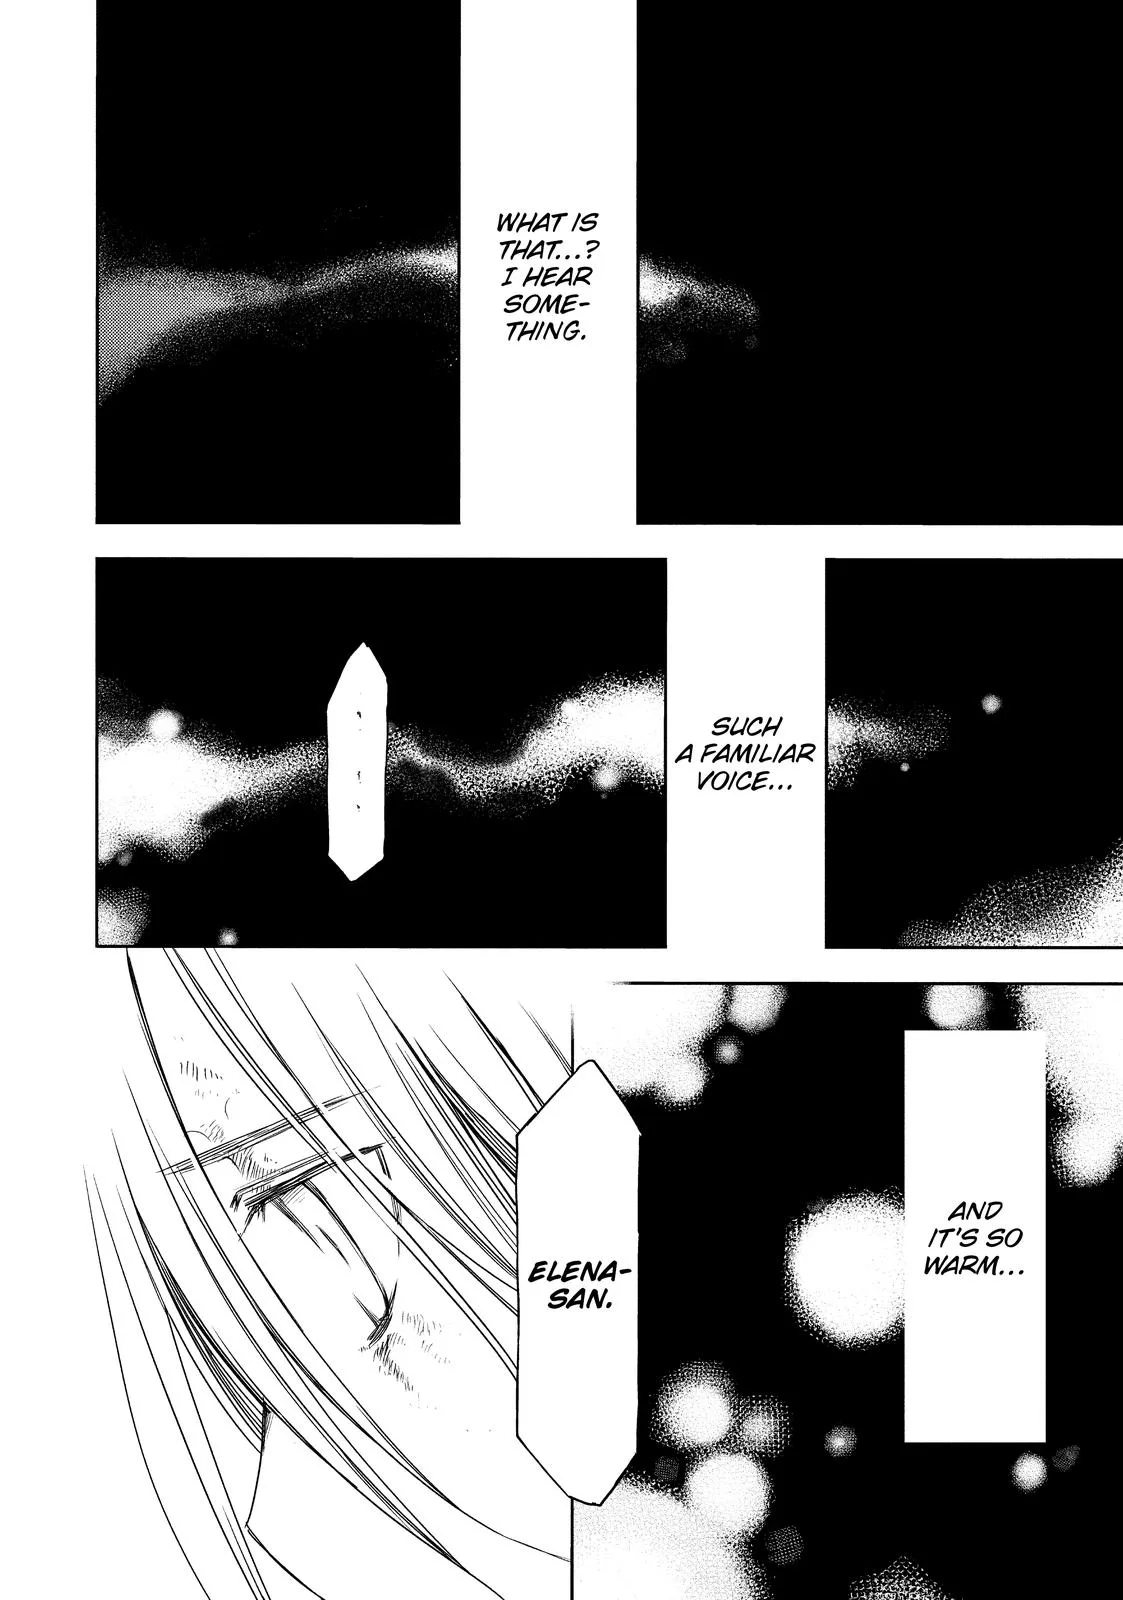 WHAT IS
THAT...?
I HEAR
SOME-
THING.
SUCH
A FAMILIAR
VOICE...
AND
IT'S SO
WARM...
ELENA-
SAN.